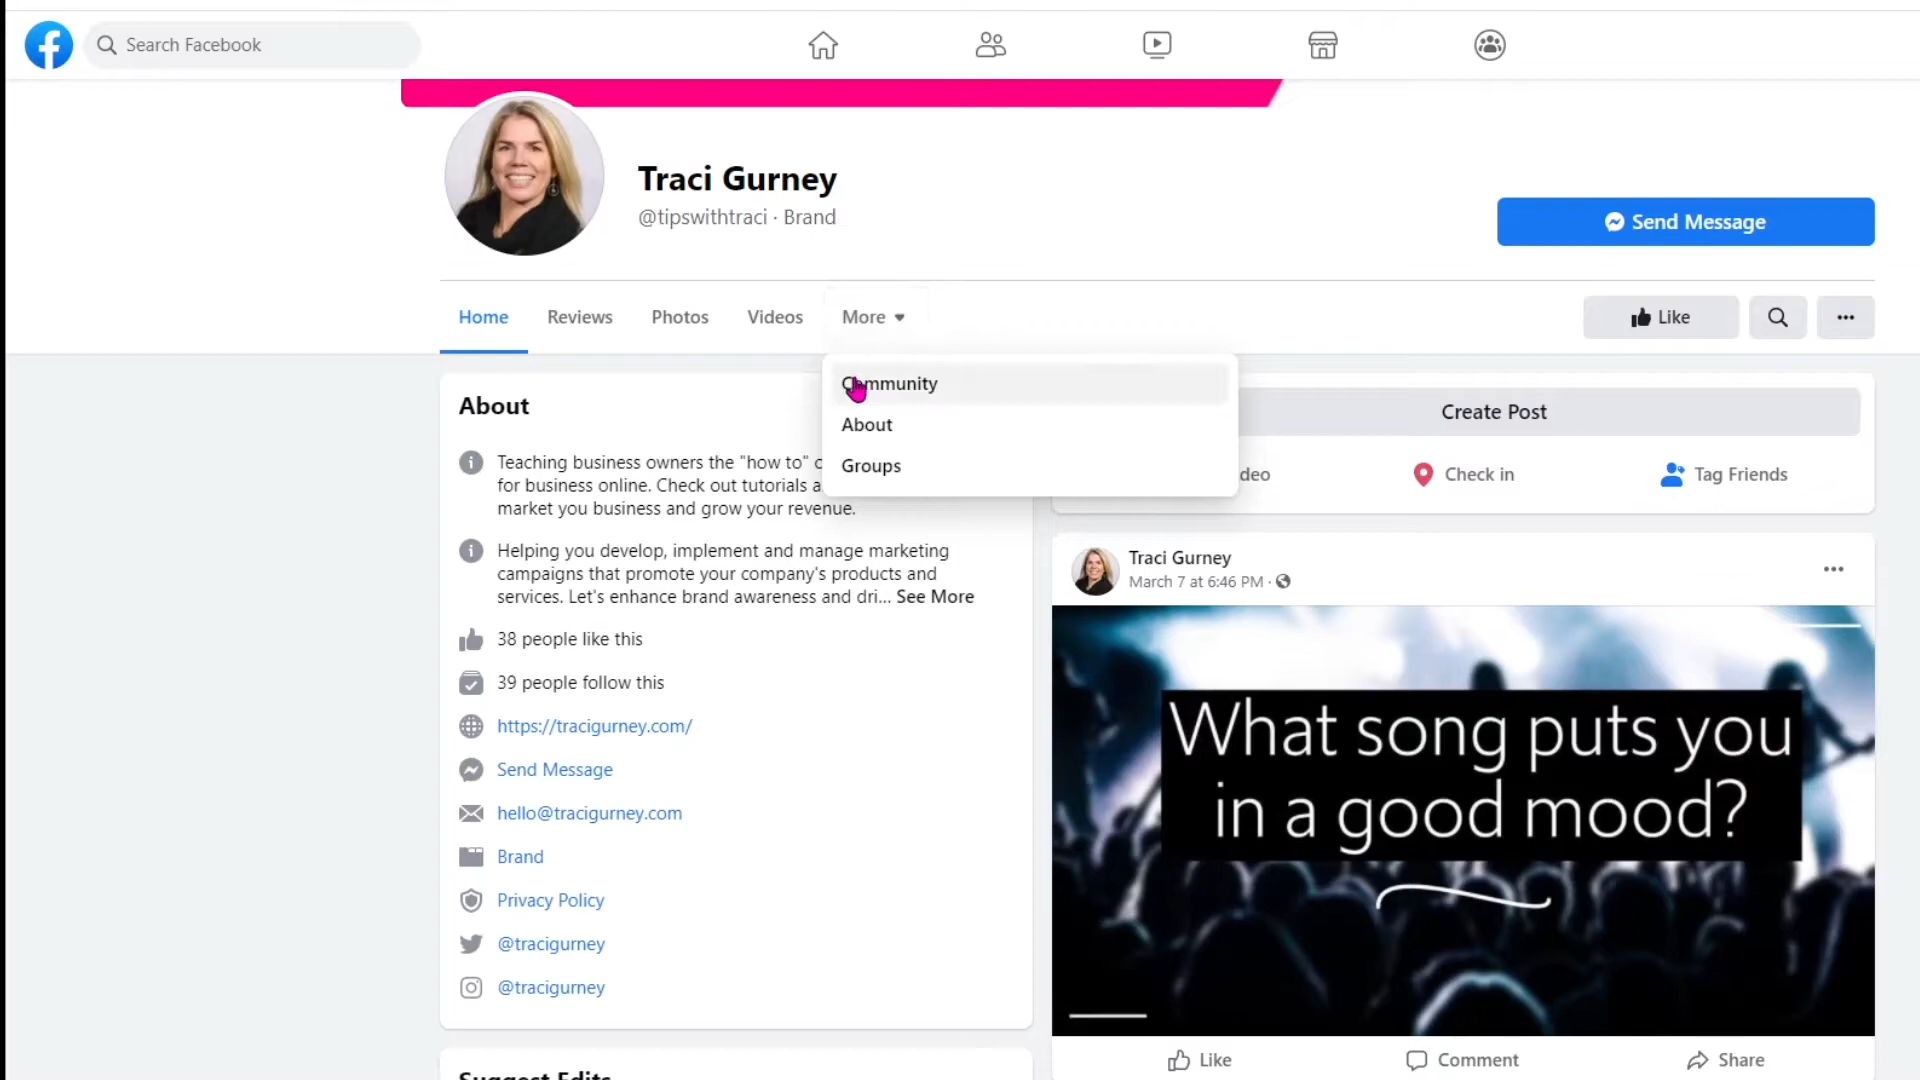 Search Facebook
Traci Gurney
@tipswithtraci · Brand
Send Message
Home
Reviews
Photos
Videos
More
Like
Community
About
Groups
About
Teaching business owners the "how to"
for business online. Check out tutorials
market you business and grow your revenue.
Helping you develop, implement and manage marketing
campaigns that promote your company's products and
services. Let's enhance brand awareness and dri... See More
38 people like this
39 people follow this
https://tracigurney.com/
Send Message
hello@tracigurney.com
Brand
Privacy Policy
@tracigurney
@tracigurney
Suggest Edits
Create Post
Check in
Tag Friends
Traci Gurney
March 7 at 6:46 PM ·
What song puts you
in a good mood?
Like
Comment
Share